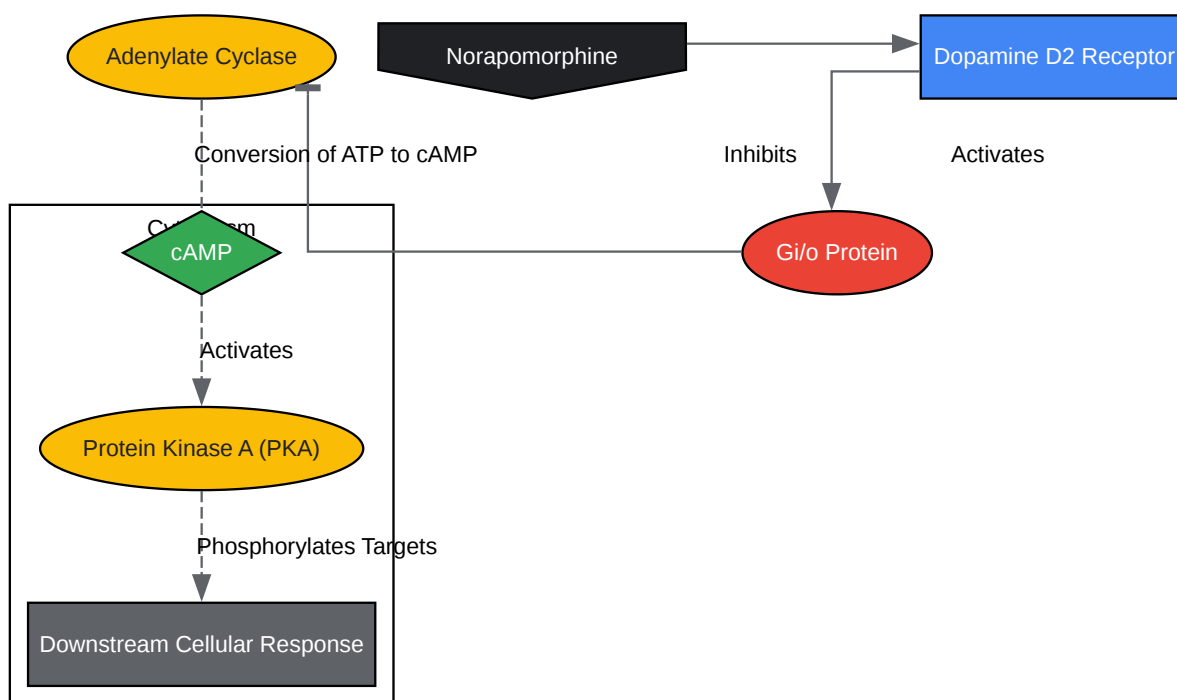 Adenylate Cyclase
Norapomorphine
Dopamine D2 Receptor
Conversion of ATP to cAMP
Inhibits
Activates
cAMP
Gi/o Protein
Activates
Protein Kinase A (PKA)
Phosphorylates Targets
Downstream Cellular Response